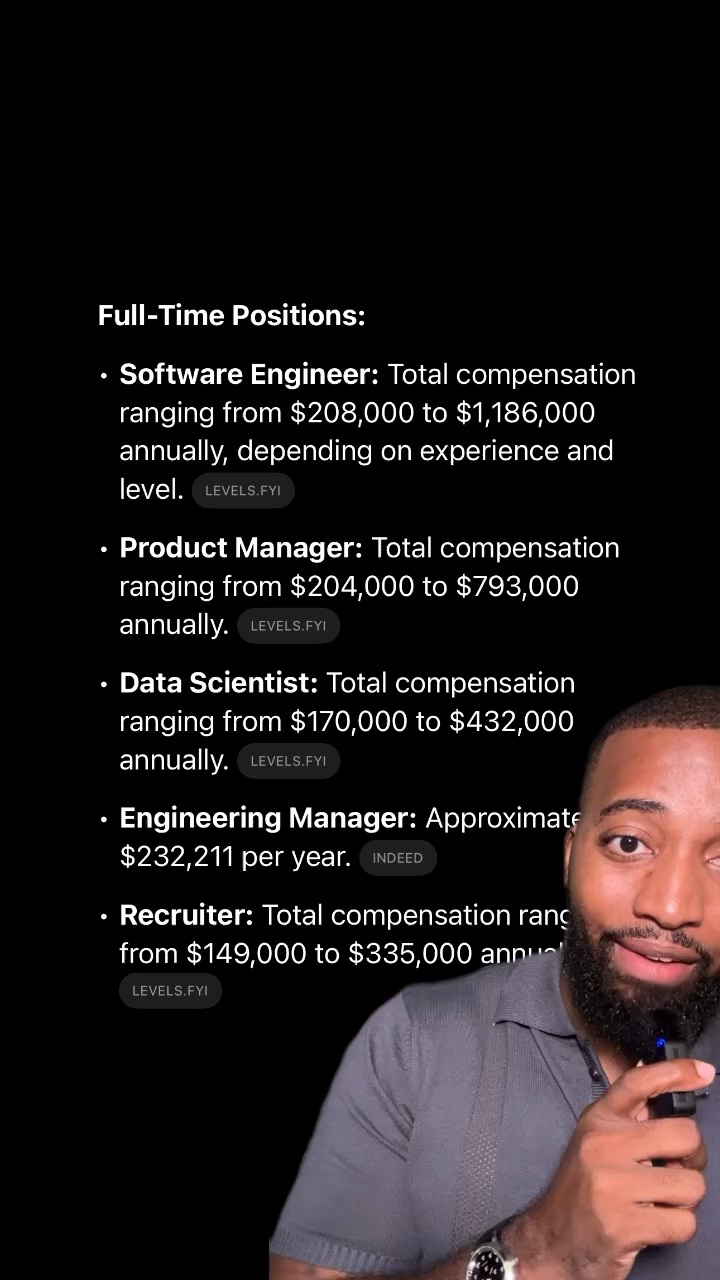 Full-Time Positions:
• Software Engineer: Total compensation
ranging from $208,000 to $1,186,000
annually, depending on experience and
level. LEVELS.FYI
• Product Manager: Total compensation
ranging from $204,000 to $793,000
annually. LEVELS.FYI
• Data Scientist: Total compensation
ranging from $170,000 to $432,000
annually. LEVELS.FYI
• Engineering Manager: Approximate
$232,211 per year. INDEED
• Recruiter: Total compensation rang
from $149,000 to $335,000 annual
LEVELS.FYI